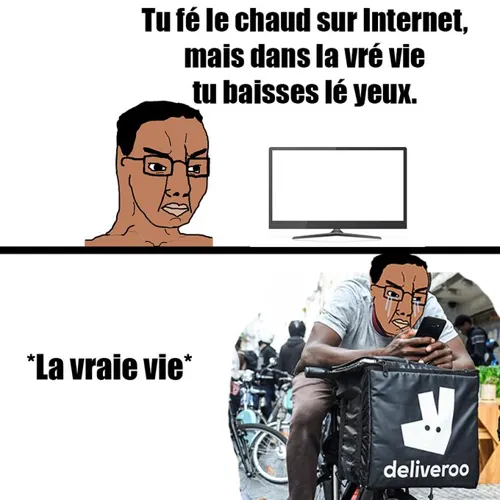 Tu fé le chaud sur Internet,
mais dans la vré vie
tu baisses lé yeux.
*La vraie vie*
deliveroo